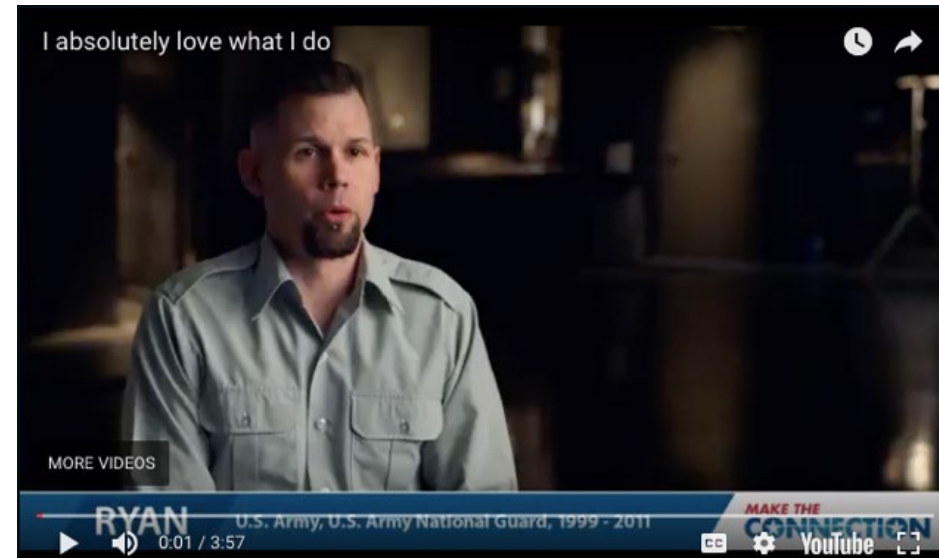 I absolutely love what I do
MORE VIDEOS
RYAN
U.S. Army, U.S. Army National Guard, 1999 - 2011
MAKE THE
CONNECTION
0:01 / 3:57
CC
YouTube